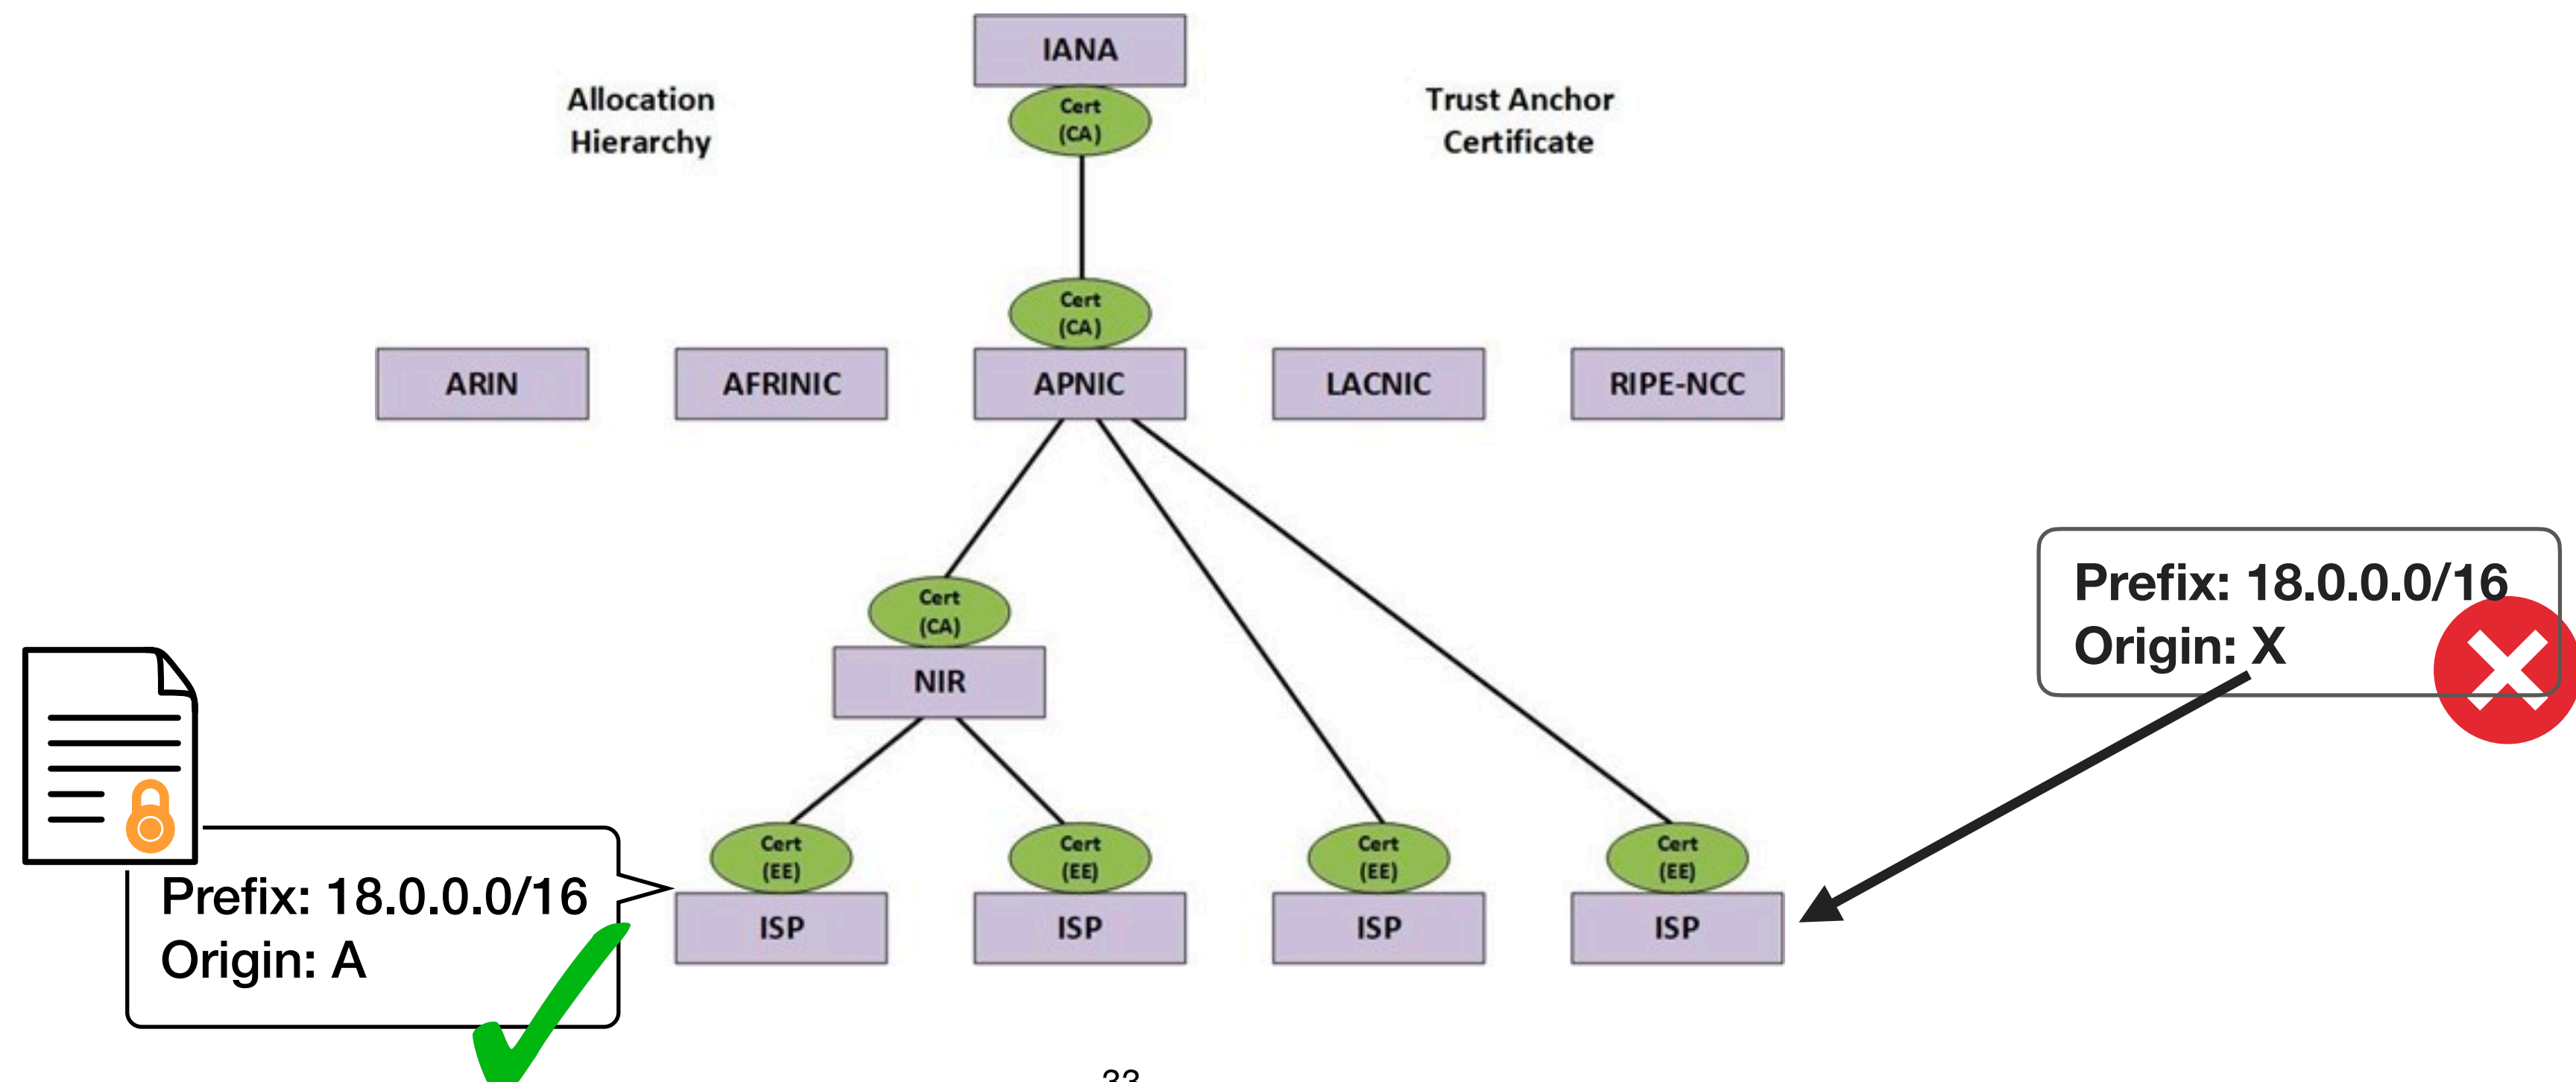 IANA
Allocation
Hierarchy
Cert
(CA)
Trust Anchor
Certificate
Cert
(CA)
ARIN
AFRINIC
APNIC
LACNIC
RIPE-NCC
Prefix: 18.0.0.0/16
Origin: X
Cert
(CA)
NIR
Prefix: 18.0.0.0/16
Origin: A
Cert
(EE)
ISP
Cert
(EE)
ISP
Cert
(EE)
ISP
Cert
(EE)
ISP
33